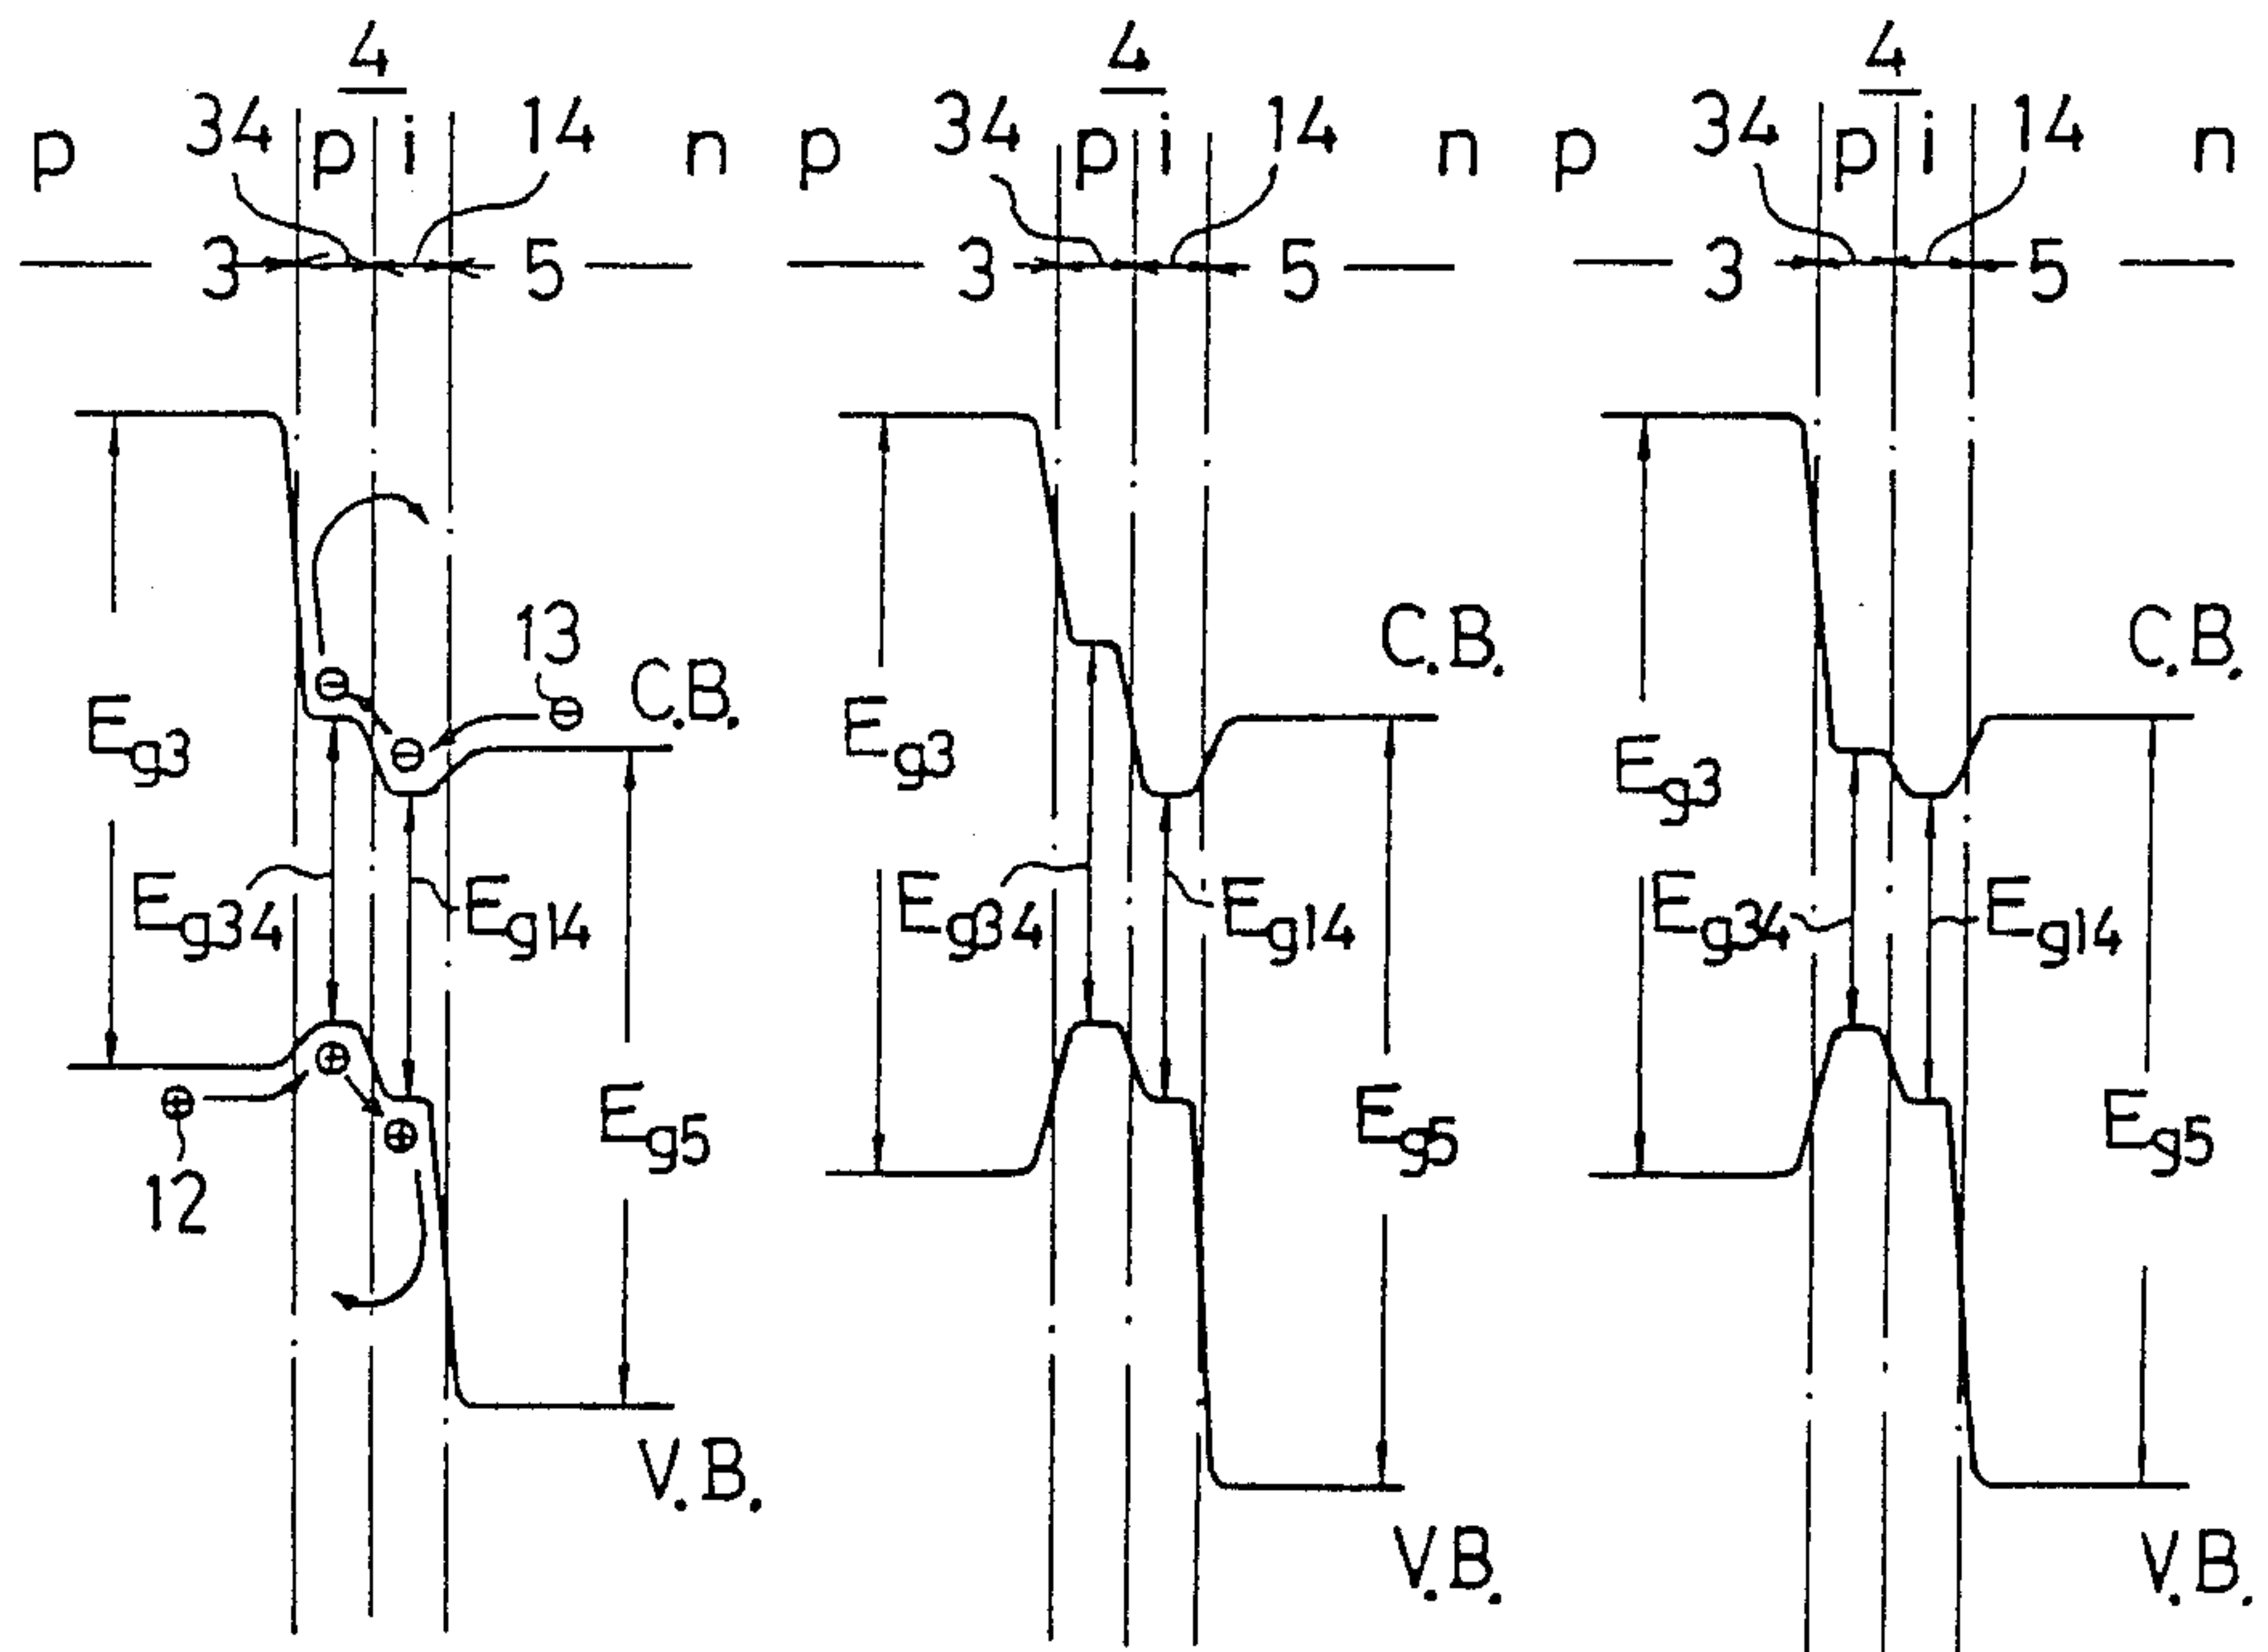 4 4 4
34 14 34 14 34 14
p p i n p p i n p p i n
3 5 3 5 3 5
13
C.B. C.B. C.B.
Eg3 Eg3 Eg3
Eg34 Eg14 Eg34 Eg14 Eg34 Eg14
Eg5 Eg5 Eg5
12
V.B. V.B. V.B.